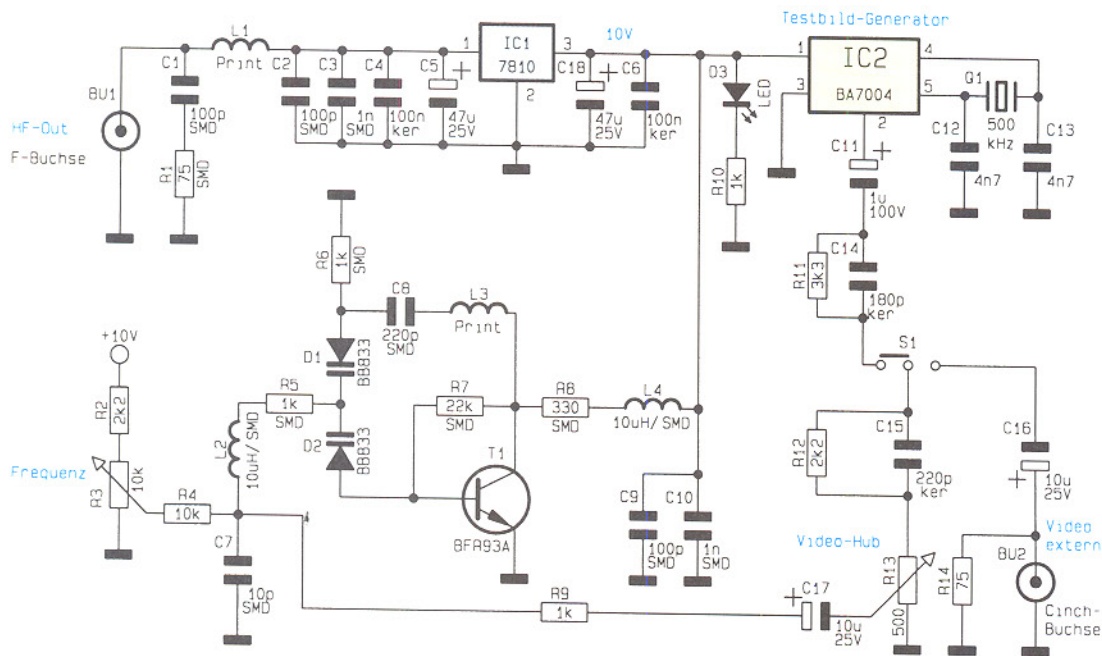 Testbild-Generator
L1
Print
C1
100p
SMD
R1
75
SMD
BU1
HF-Out
F-Buchse
C2
100p
SMD
C3
1n
SMD
C4
100n
ker
C5
+
47u
25V
1
IC1
7810
3
2
C18
+
47u
25V
10V
C6
100n
ker
D3
LED
R10
1k
1
IC2
BA7004
4
3
5
2
Q1
500
kHz
C12
4n7
C13
4n7
C11
+
1u
100V
R11
3k3
C14
180p
ker
S1
R6
1k
SMD
C8
220p
SMD
L3
Print
D1
BB833
D2
BB833
R5
1k
SMD
L2
10uH/SMD
R7
22k
SMD
R8
330
SMD
L4
10uH/SMD
T1
BFR93A
+10V
R2
2k2
Frequenz
R3
10k
R4
10k
C7
10p
SMD
C9
100p
SMD
C10
1n
SMD
R12
2k2
C15
220p
ker
C16
+
10u
25V
Video-Hub
R13
500
R14
75
Video
extern
BU2
Cinch-
Buchse
R9
1k
+
C17
10u
25V